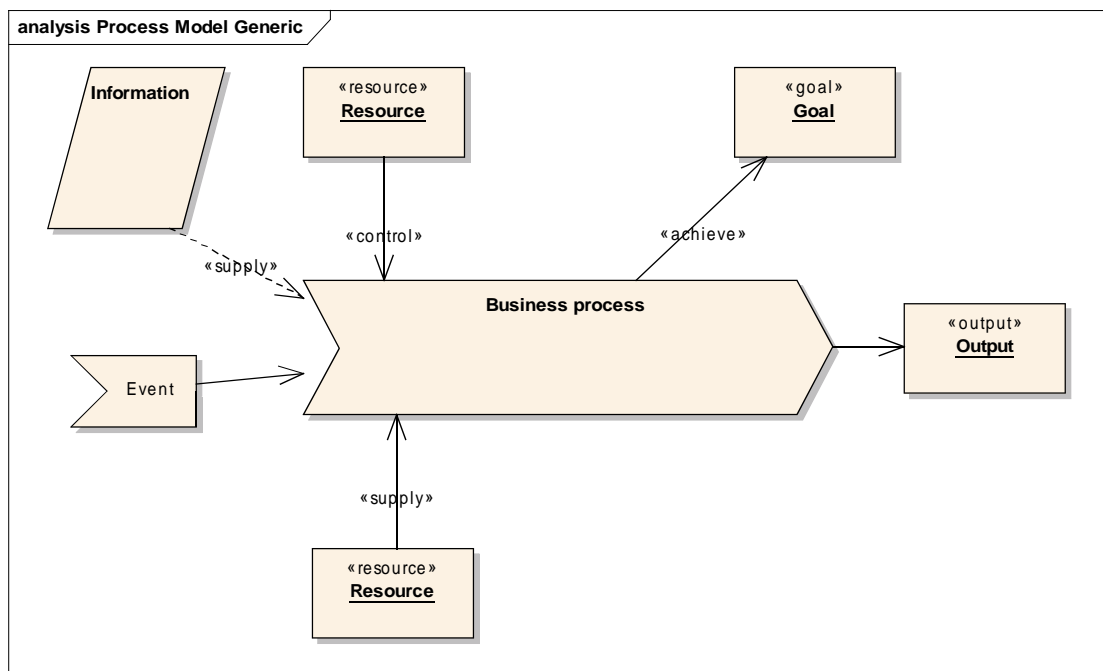 analysis Process Model Generic
Information
«resource»
Resource
«goal»
Goal
«control»
«achieve»
«supply»
Business process
«output»
Output
Event
«supply»
«resource»
Resource